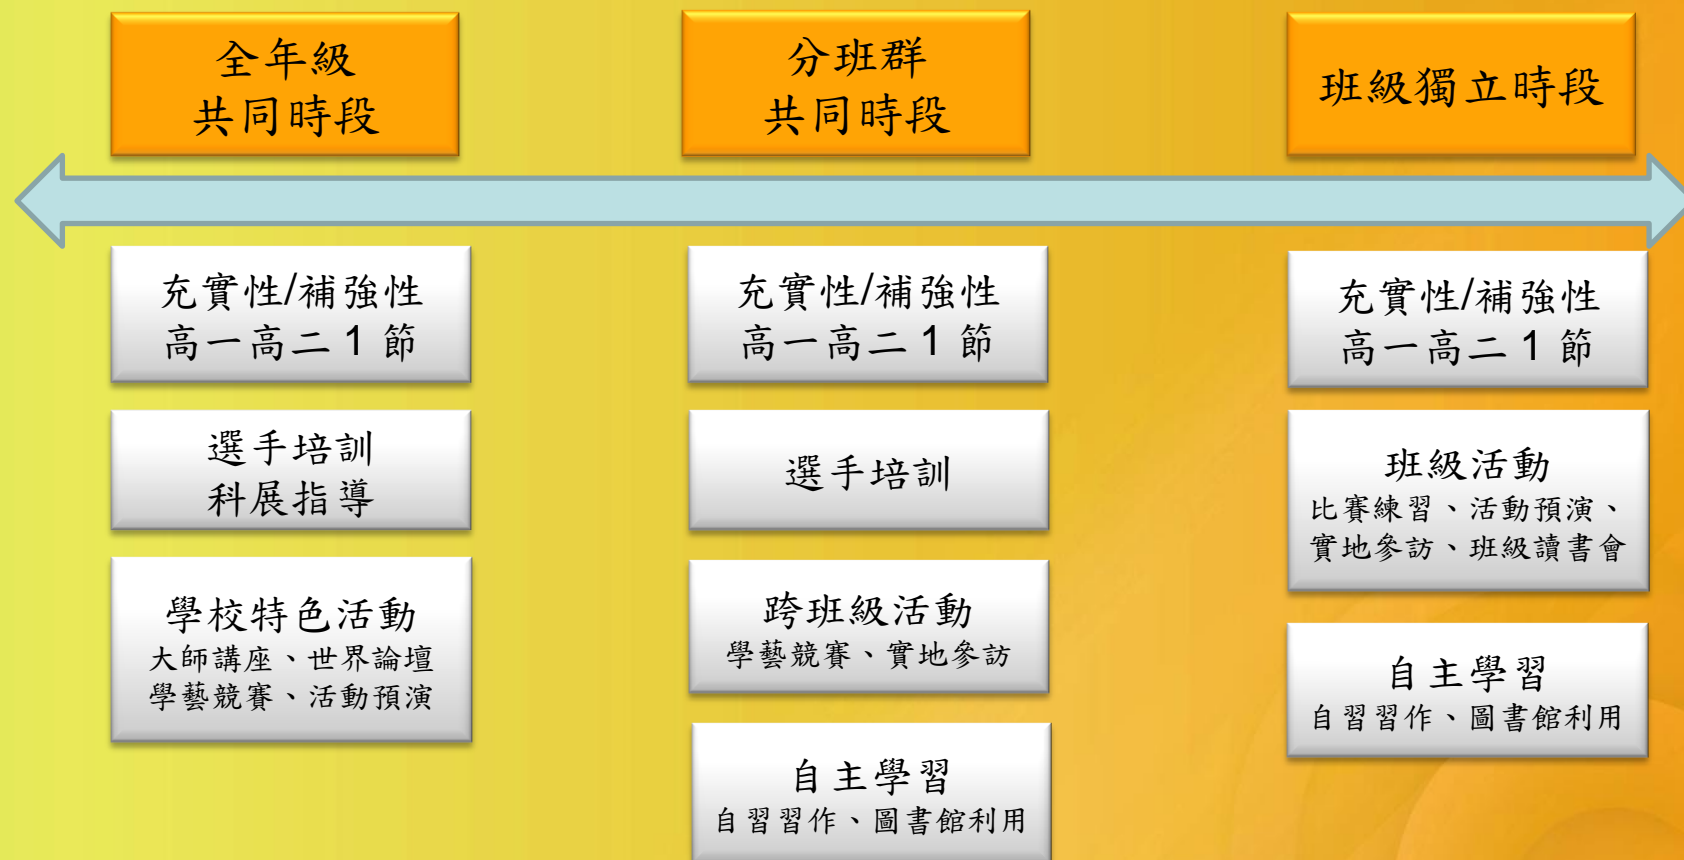 全年級
共同時段
分班群
共同時段
班級獨立時段
充實性/補強性
高一高二1節
選手培訓
科展指導
學校特色活動
大師講座、世界論壇
學藝競賽、活動預演
充實性/補強性
高一高二1節
選手培訓
跨班級活動
學藝競賽、實地參訪
自主學習
自習習作、圖書館利用
充實性/補強性
高一高二1節
班級活動
比賽練習、活動預演、
實地參訪、班級讀書會
自主學習
自習習作、圖書館利用